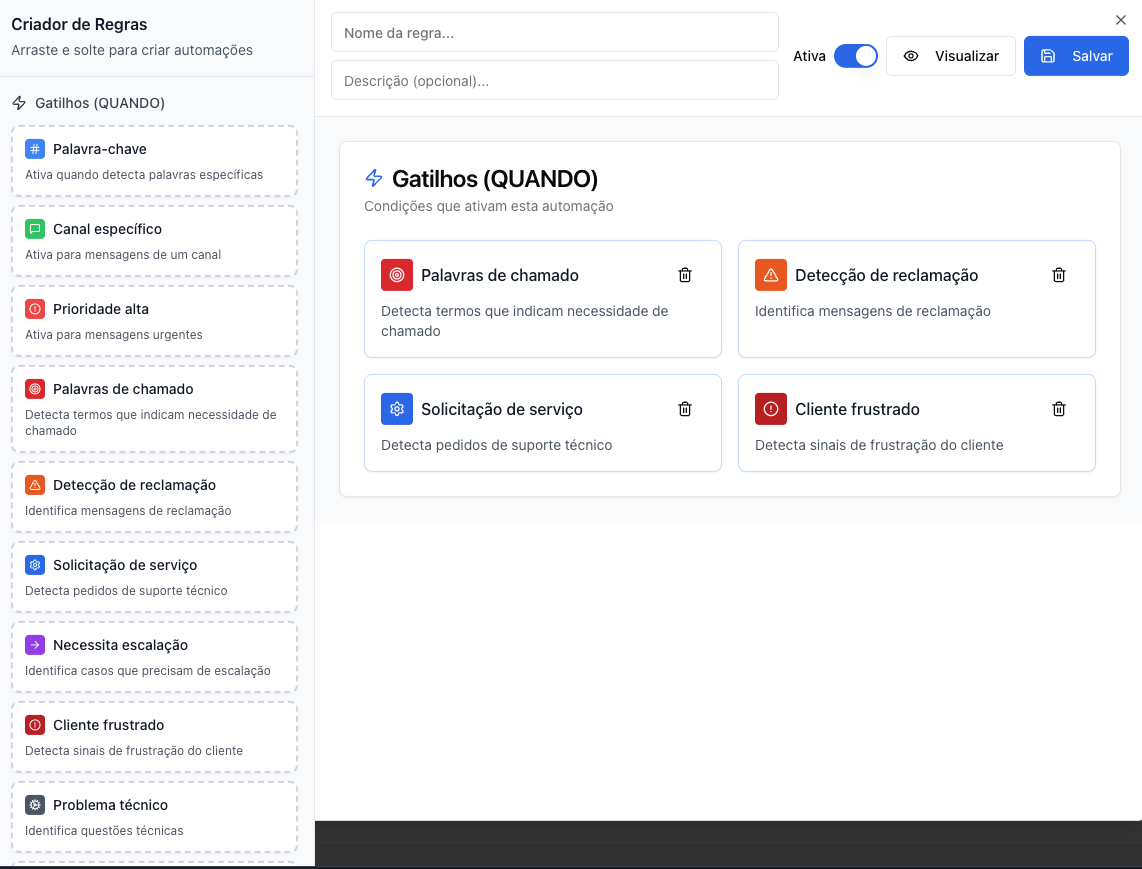 Criador de Regras
Arraste e solte para criar automações
Gatilhos (QUANDO)
Palavra-chave
Ativa quando detecta palavras específicas
Canal específico
Ativa para mensagens de um canal
Prioridade alta
Ativa para mensagens urgentes
Palavras de chamado
Detecta termos que indicam necessidade de
chamado
Detecção de reclamação
Identifica mensagens de reclamação
Solicitação de serviço
Detecta pedidos de suporte técnico
Necessita escalação
Identifica casos que precisam de escalação
Cliente frustrado
Detecta sinais de frustração do cliente
Problema técnico
Identifica questões técnicas
Nome da regra...
Descrição (opcional)...
Ativa
Visualizar
Salvar
Gatilhos (QUANDO)
Condições que ativam esta automação
Palavras de chamado
Detecta termos que indicam necessidade de
chamado
Detecção de reclamação
Identifica mensagens de reclamação
Solicitação de serviço
Detecta pedidos de suporte técnico
Cliente frustrado
Detecta sinais de frustração do cliente